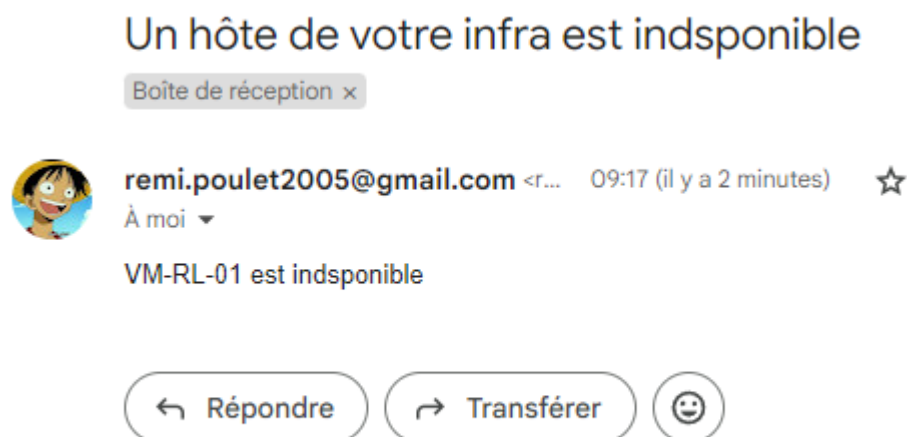 Un hôte de votre infra est indsponible
Boîte de réception ×
remi.poulet2005@gmail.com <r... 09:17 (il y a 2 minutes)
À moi
VM-RL-01 est indsponible
Répondre Transférer